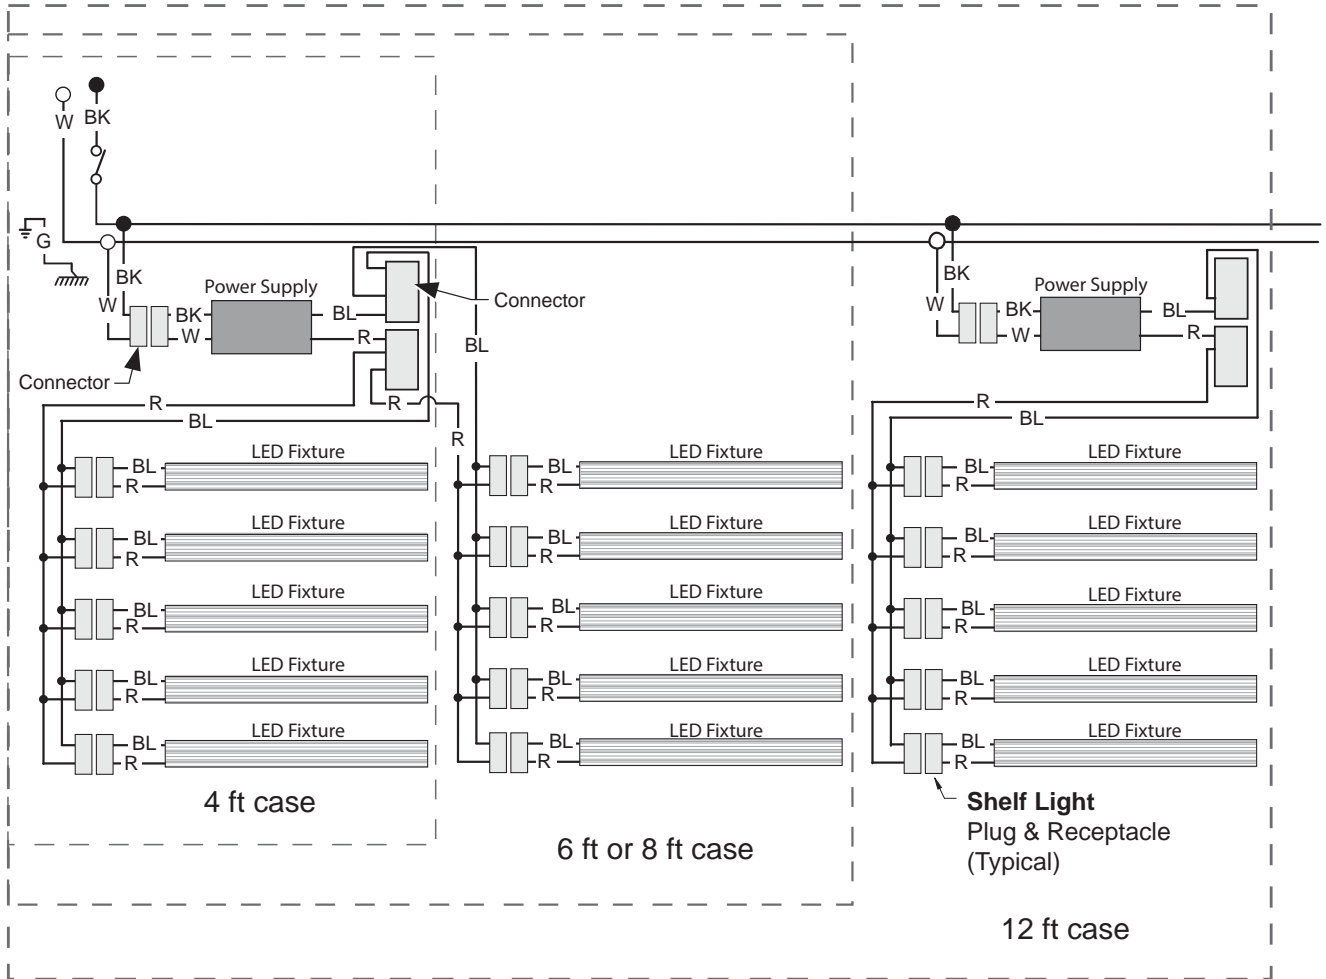 W
BK
G
BK
W
Power Supply
BK
W
BL
R
Connector
BL
Connector
R
BL
R
R
BK
W
Power Supply
BK
W
BL
R
R
BL
LED Fixture
BL
R
LED Fixture
BL
R
LED Fixture
BL
R
LED Fixture
BL
R
LED Fixture
BL
R
4 ft case
LED Fixture
BL
R
LED Fixture
BL
R
LED Fixture
BL
R
LED Fixture
BL
R
LED Fixture
BL
R
6 ft or 8 ft case
LED Fixture
BL
R
LED Fixture
BL
R
LED Fixture
BL
R
LED Fixture
BL
R
LED Fixture
BL
R
Shelf Light
Plug & Receptacle
(Typical)
12 ft case